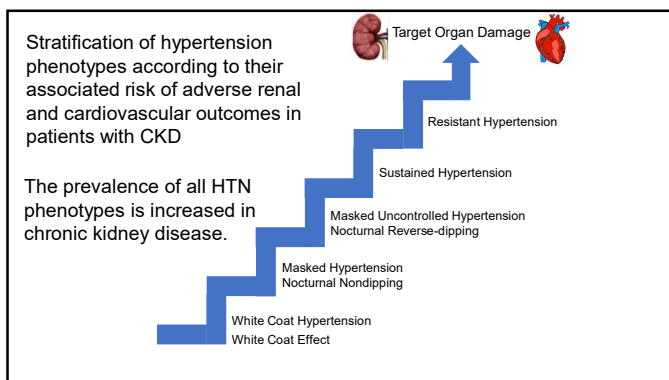 Stratification of hypertension
phenotypes according to their
associated risk of adverse renal
and cardiovascular outcomes in
patients with CKD
The prevalence of all HTN
phenotypes is increased in
chronic kidney disease.
Target Organ Damage
Resistant Hypertension
Sustained Hypertension
Masked Uncontrolled Hypertension
Nocturnal Reverse-dipping
Masked Hypertension
Nocturnal Nondipping
White Coat Hypertension
White Coat Effect